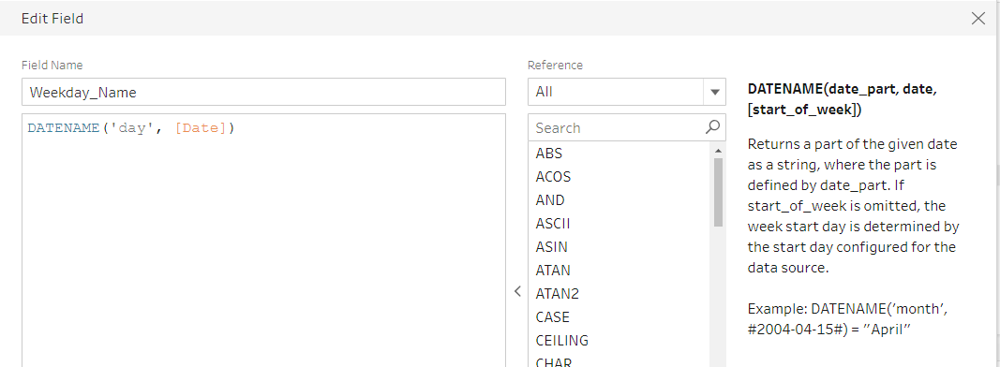 Edit Field
Field Name
Weekday_Name
DATENAME('day', [Date])
Reference
All
Search
ABS
ACOS
AND
ASCII
ASIN
ATAN
ATAN2
CASE
CEILING
CHAR
DATENAME(date_part, date,
[start_of_week])
Returns a part of the given date
as a string, where the part is
defined by date_part. If
start_of_week is omitted, the
week start day is determined by
the start day configured for the
data source.
Example: DATENAME('month',
#2004-04-15#) = "April"